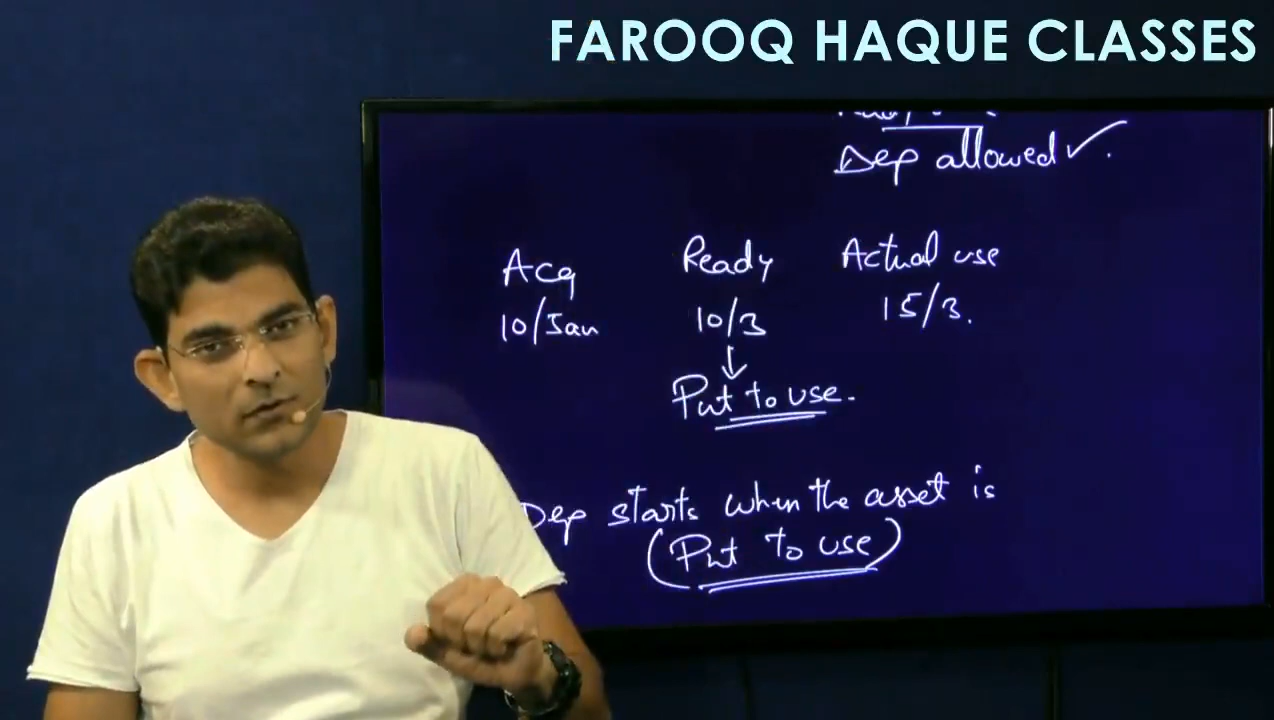 FAROOQ HAQUE CLASSES
Dep allowed ✓.
Acq Ready Actual use
10/Jan 10/3 15/3.
↓
Put to use.
Dep starts when the asset is
(Put to use)